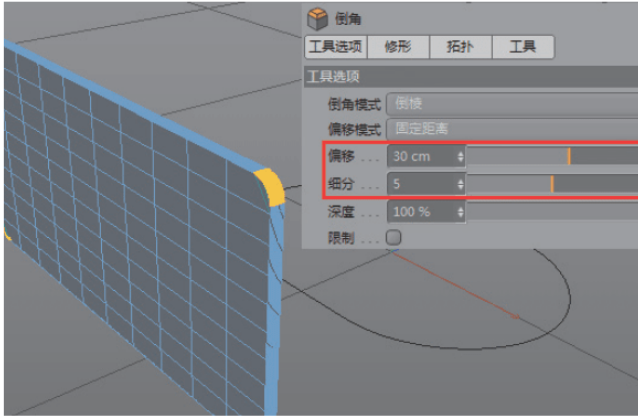 倒角
工具选项 修形 拓扑 工具
工具选项
倒角模式 倒棱
偏移模式 固定距离
偏移 . . . 30 cm
细分 . . . 5
深度 . . . 100 %
限制 . . .